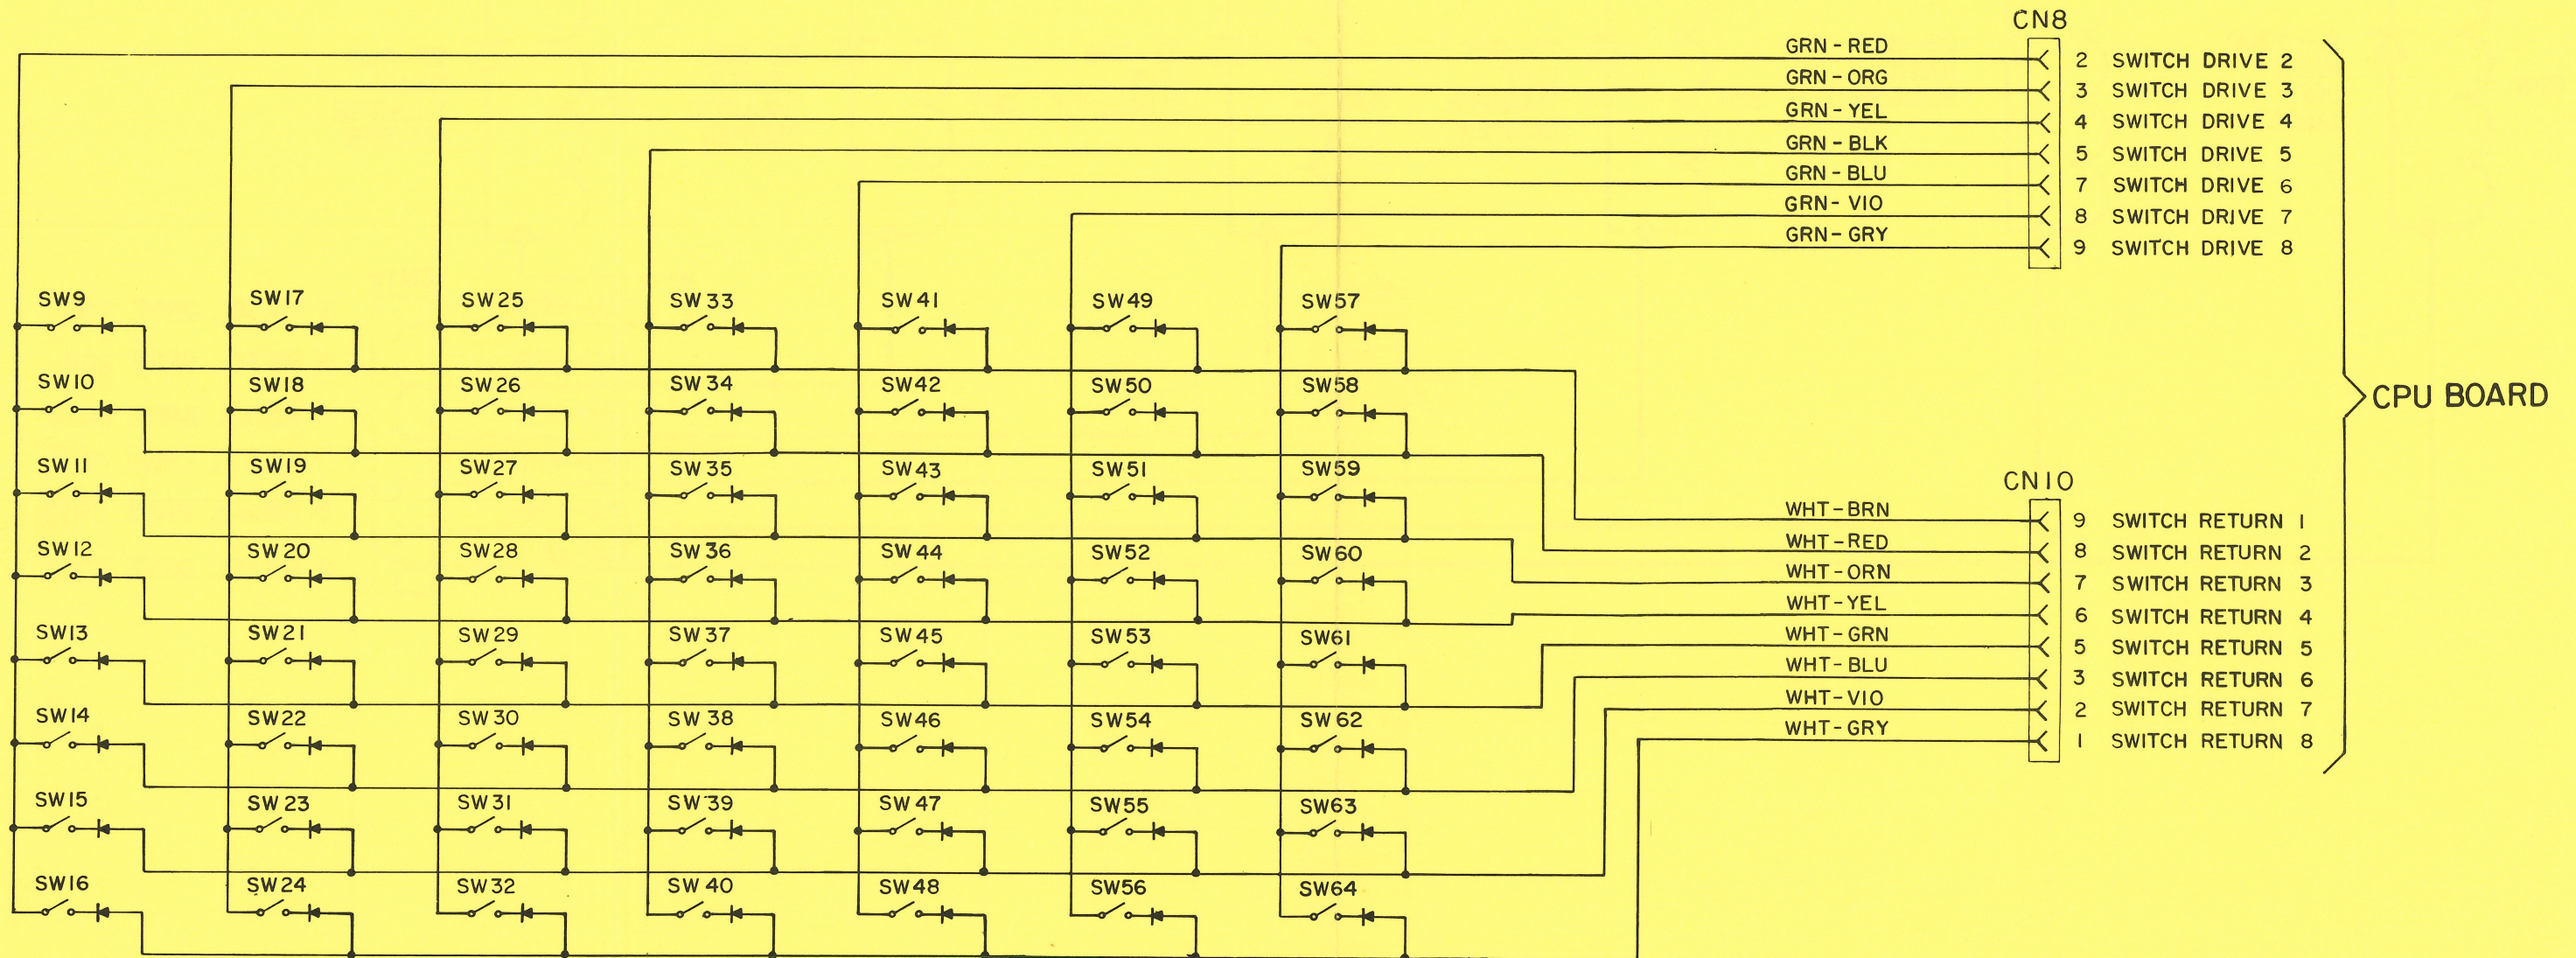 CN8
GRN-RED 2 SWITCH DRIVE 2
GRN-ORG 3 SWITCH DRIVE 3
GRN-YEL 4 SWITCH DRIVE 4
GRN-BLK 5 SWITCH DRIVE 5
GRN-BLU 7 SWITCH DRIVE 6
GRN-VIO 8 SWITCH DRIVE 7
GRN-GRY 9 SWITCH DRIVE 8
SW9 SW17 SW25 SW33 SW41 SW49 SW57
SW10 SW18 SW26 SW34 SW42 SW50 SW58
CPU BOARD
SW11 SW19 SW27 SW35 SW43 SW51 SW59
CN10
WHT-BRN 9 SWITCH RETURN 1
WHT-RED 8 SWITCH RETURN 2
SW12 SW20 SW28 SW36 SW44 SW52 SW60
WHT-ORN 7 SWITCH RETURN 3
WHT-YEL 6 SWITCH RETURN 4
SW13 SW21 SW29 SW37 SW45 SW53 SW61
WHT-GRN 5 SWITCH RETURN 5
WHT-BLU 3 SWITCH RETURN 6
WHT-VIO 2 SWITCH RETURN 7
SW14 SW22 SW30 SW38 SW46 SW54 SW62
WHT-GRY 1 SWITCH RETURN 8
SW15 SW23 SW31 SW39 SW47 SW55 SW63
SW16 SW24 SW32 SW40 SW48 SW56 SW64